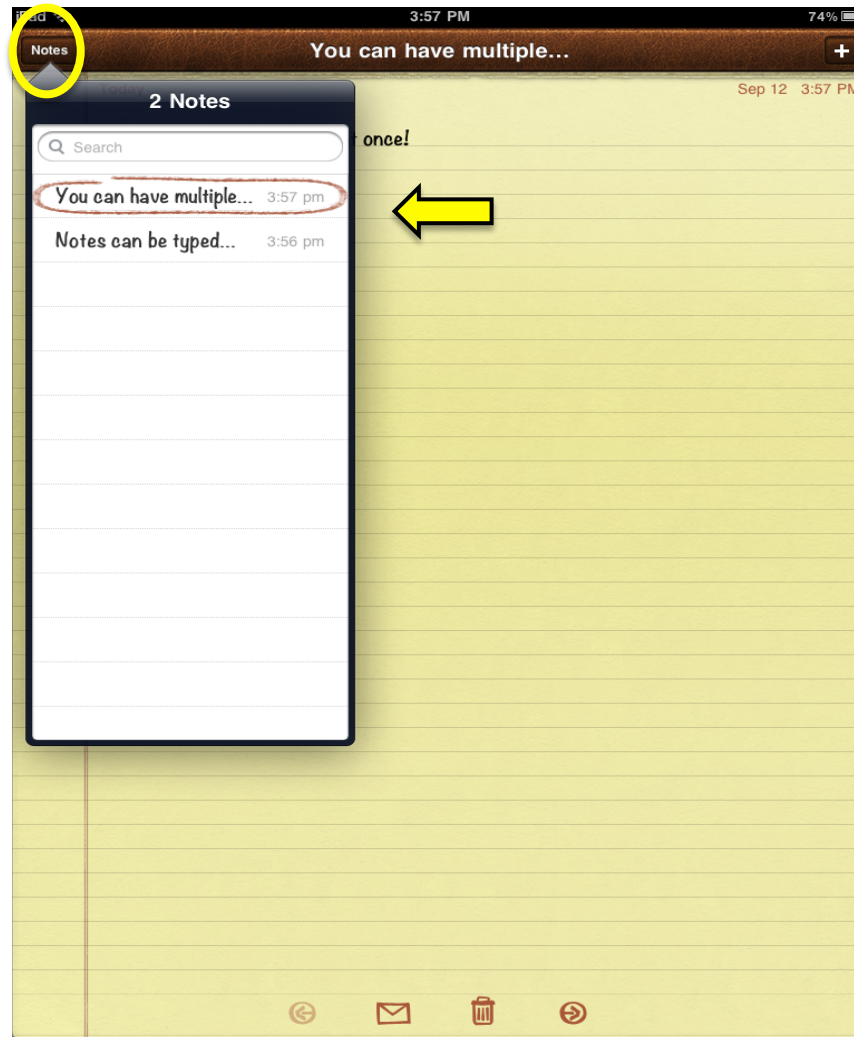 iPad 3:57 PM 74%
Notes You can have multiple... +
Today Sep 12 3:57 PM
2 Notes
Search
once!
You can have multiple... 3:57 pm
Notes can be typed... 3:56 pm